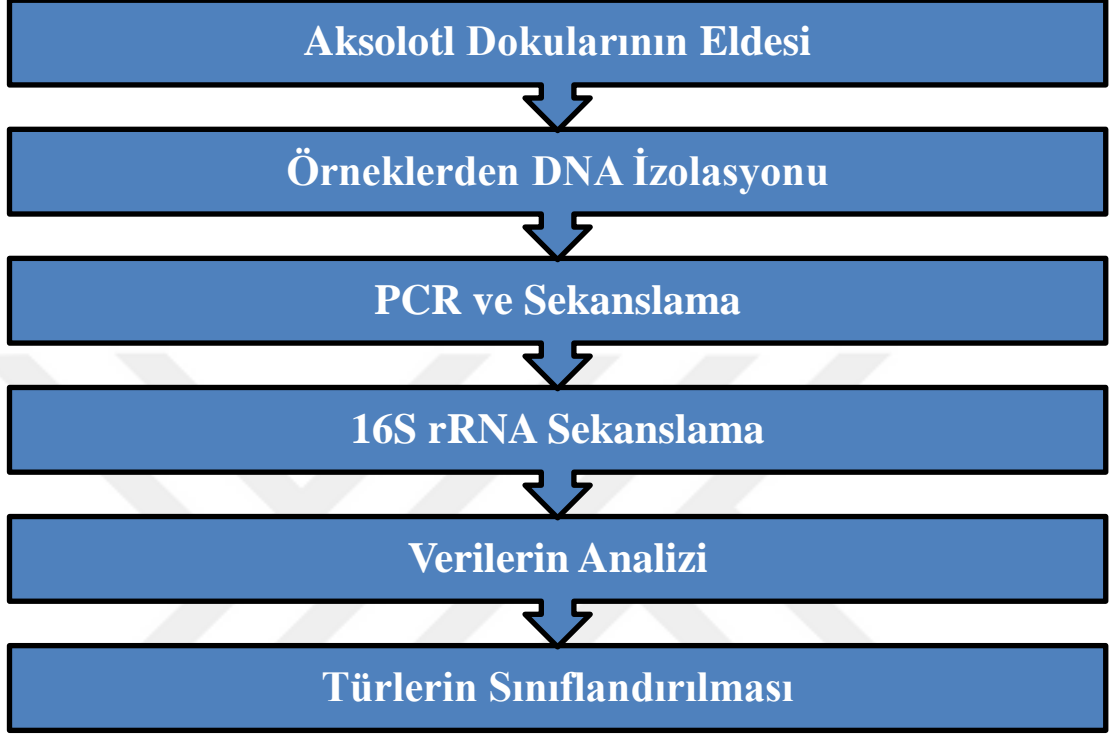 Aksolotl Dokularının Eldesi
Örneklerden DNA İzolasyonu
PCR ve Sekanslama
16S rRNA Sekanslama
Verilerin Analizi
Türlerin Sınıflandırılması